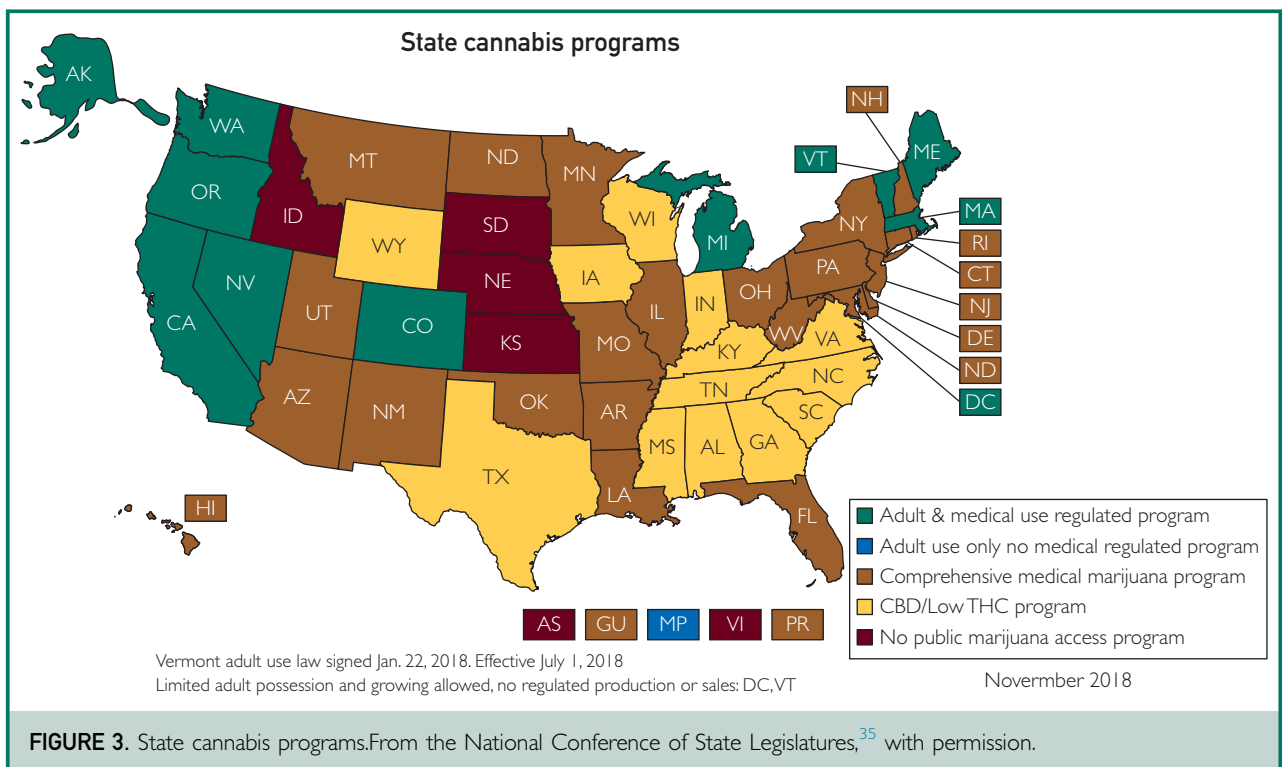 State cannabis programs
AK
WA
OR
CA
NV
ID
MT
WY
UT
CO
AZ
NM
ND
SD
NE
KS
OK
TX
MN
IA
MO
AR
LA
WI
IL
MI
IN
OH
KY
TN
MS
AL
GA
FL
SC
NC
VA
WV
PA
NY
ME
VT
NH
MA
RI
CT
NJ
DE
ND
DC
HI
AS
GU
MP
VI
PR
Adult & medical use regulated program
Adult use only no medical regulated program
Comprehensive medical marijuana program
CBD/Low THC program
No public marijuana access program
Novermber 2018
Vermont adult use law signed Jan. 22, 2018. Effective July 1, 2018
Limited adult possession and growing allowed, no regulated production or sales: DC, VT
FIGURE 3. State cannabis programs.From the National Conference of State Legislatures,35 with permission.